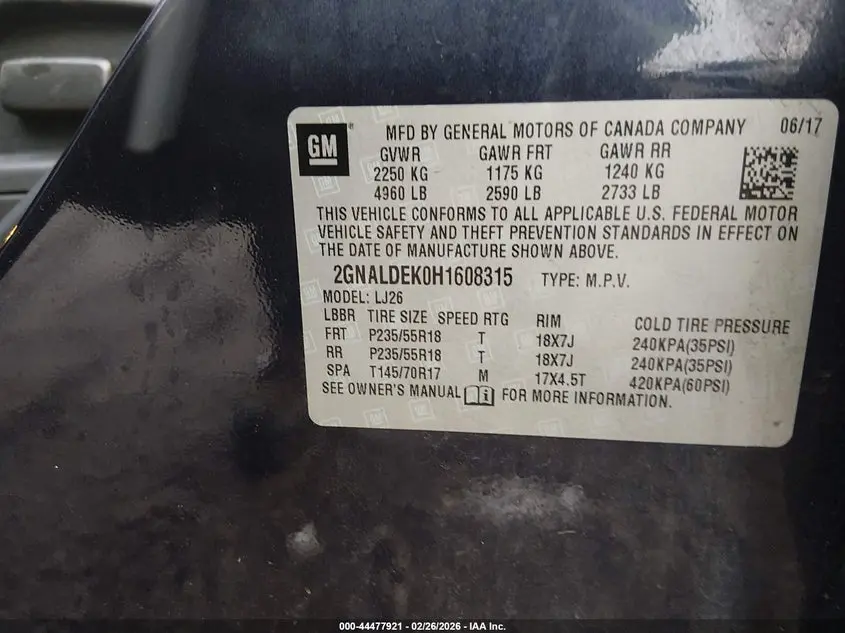 GM MFD BY GENERAL MOTORS OF CANADA COMPANY 06/17
GVWR GAWR FRT GAWR RR
2250 KG 1175 KG 1240 KG
4960 LB 2590 LB 2733 LB
THIS VEHICLE CONFORMS TO ALL APPLICABLE U.S. FEDERAL MOTOR
VEHICLE SAFETY AND THEFT PREVENTION STANDARDS IN EFFECT ON
THE DATE OF MANUFACTURE SHOWN ABOVE.
2GNALDEK0H1608315 TYPE: M.P.V.
MODEL: LJ26
LBBR TIRE SIZE SPEED RTG RIM COLD TIRE PRESSURE
FRT P235/55R18 T 18X7J 240KPA(35PSI)
RR P235/55R18 T 18X7J 240KPA(35PSI)
SPA T145/70R17 M 17X4.5T 420KPA(60PSI)
SEE OWNER'S MANUAL FOR MORE INFORMATION.
000-44477921 | 02/26/2026 - IAA Inc.